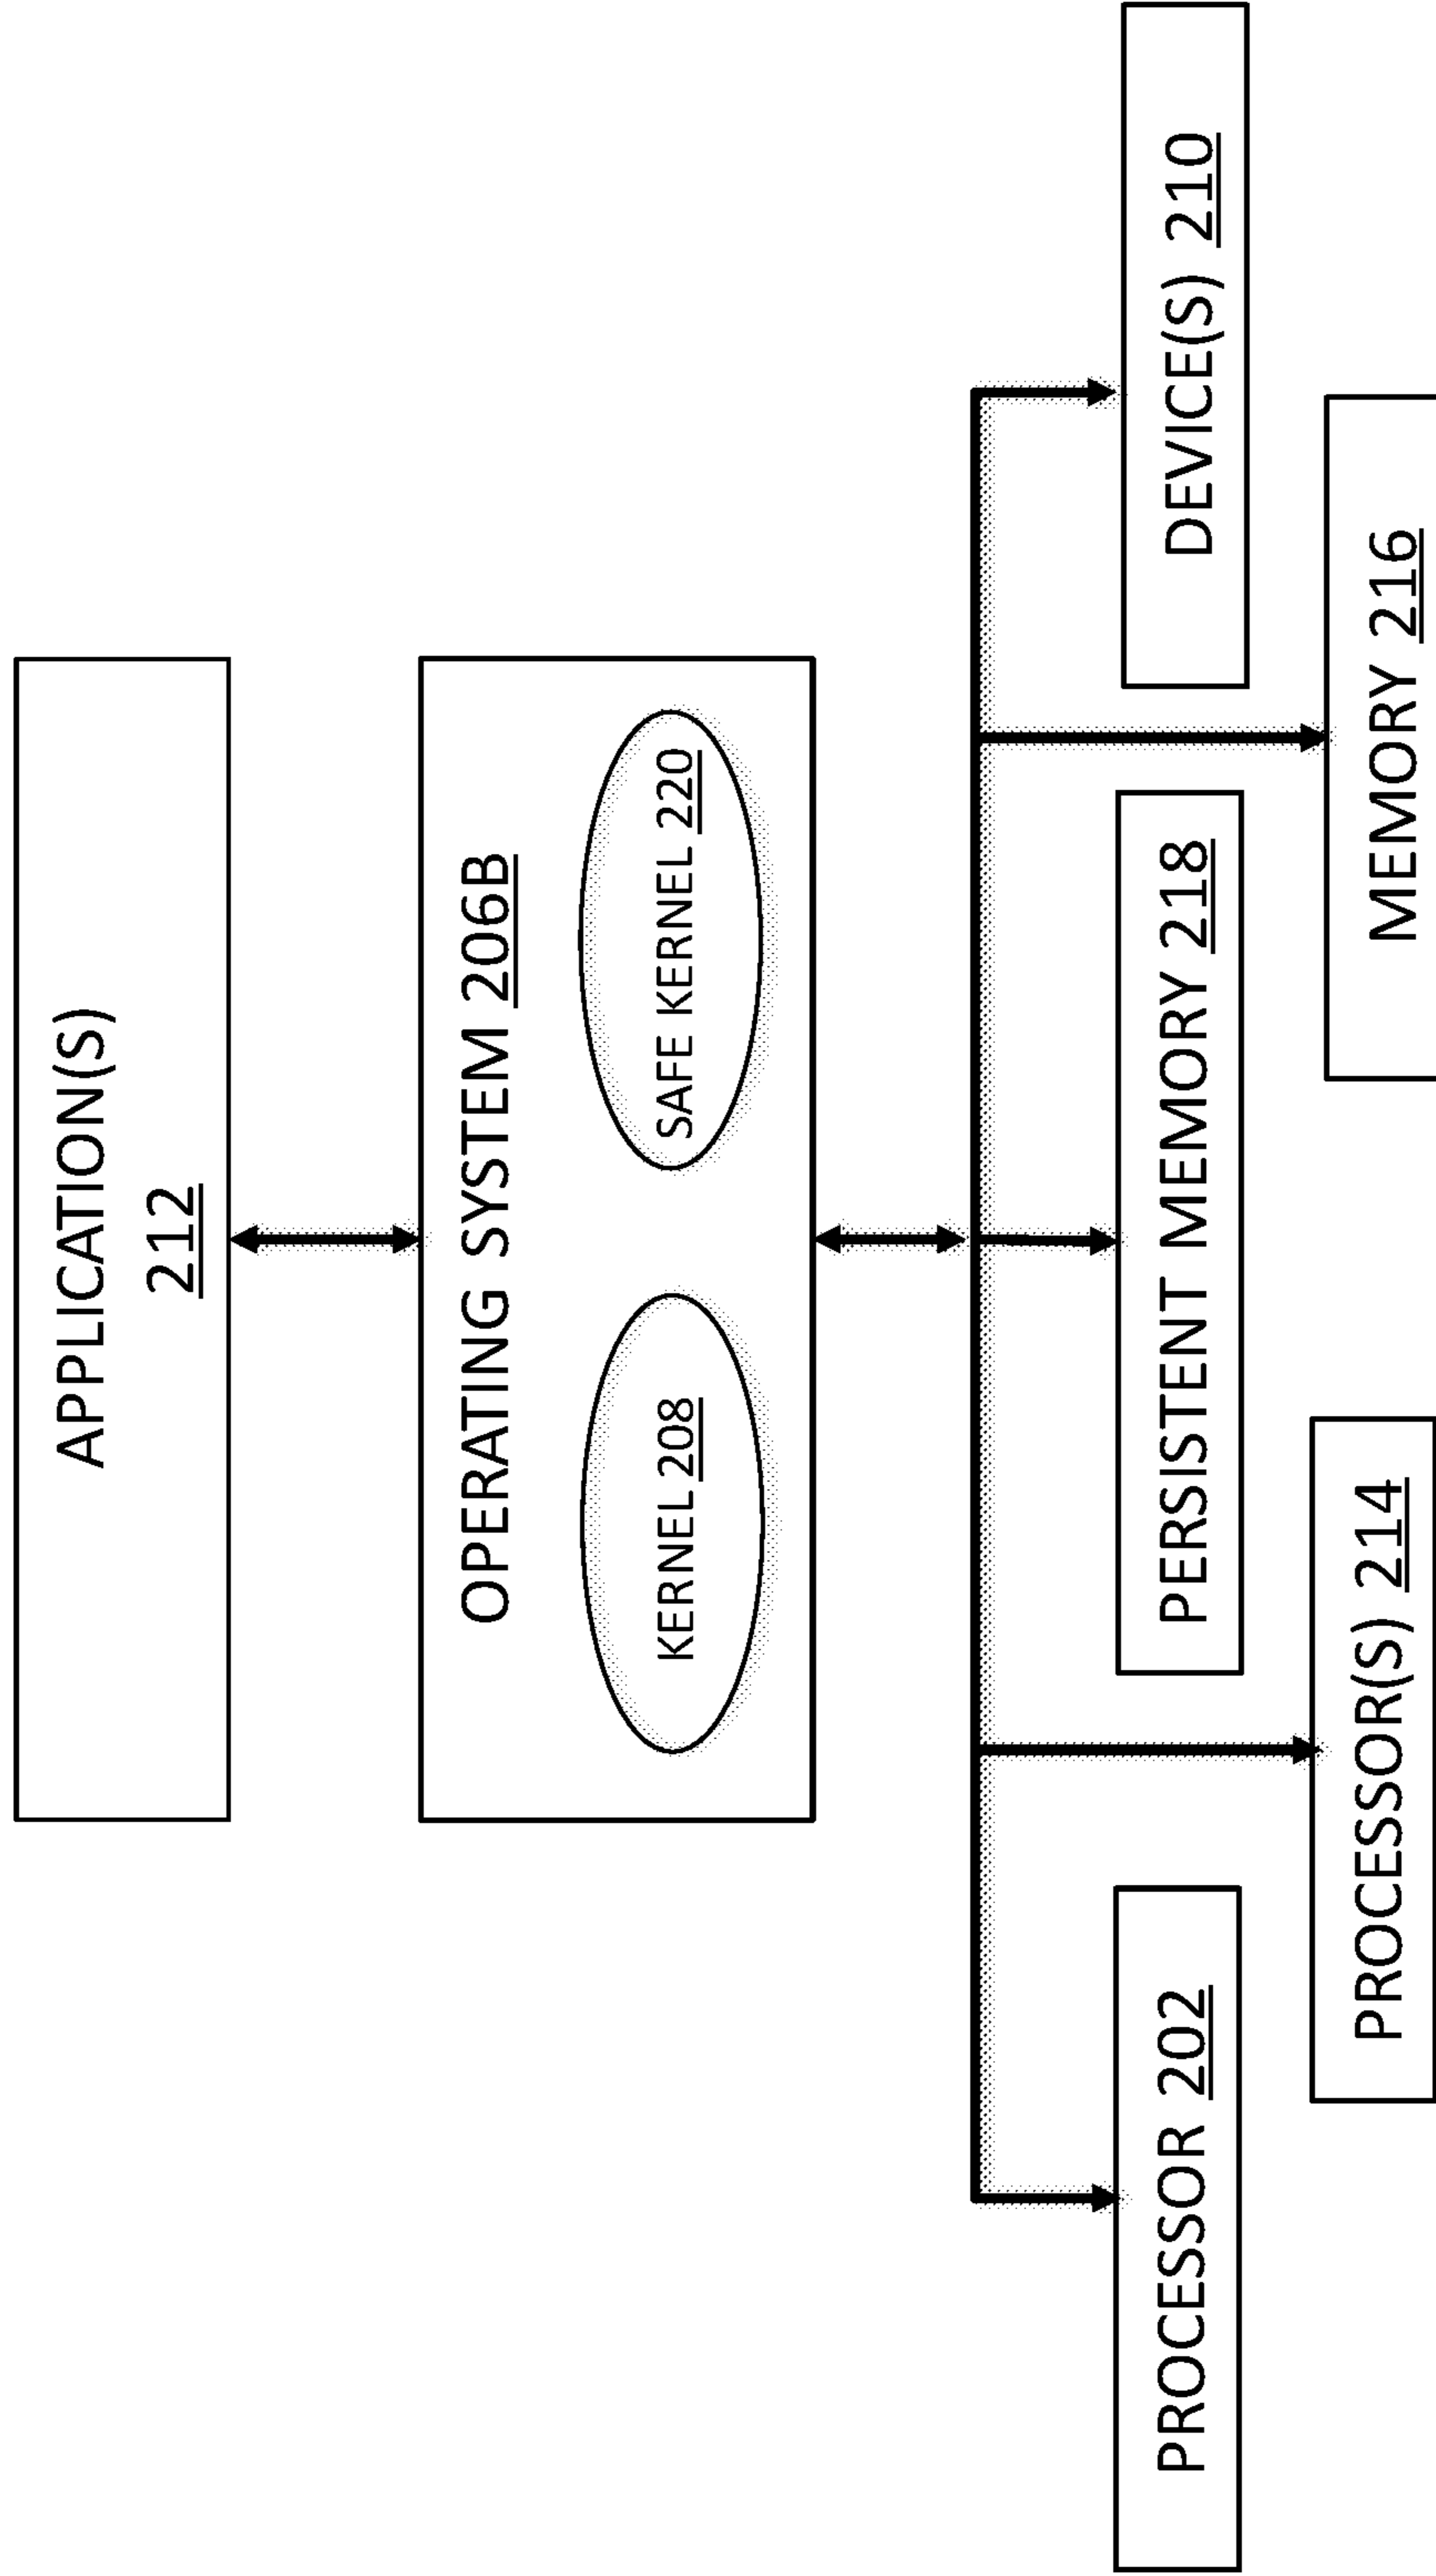 APPLICATION(S)
212
OPERATING SYSTEM 206B
KERNEL 208
SAFE KERNEL 220
PROCESSOR 202
PERSISTENT MEMORY 218
DEVICE(S) 210
PROCESSOR(S) 214
MEMORY 216